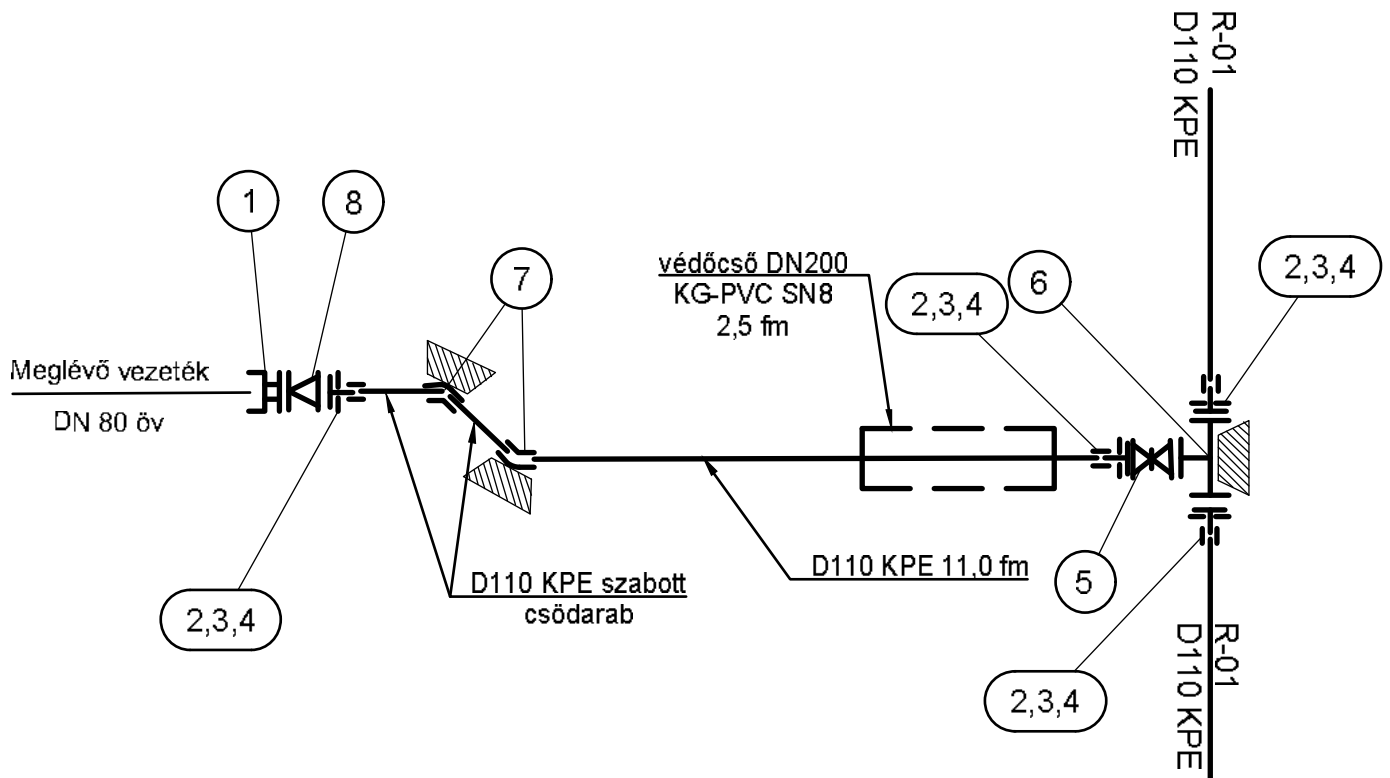 R-01
D110 KPE
1
8
7
védőcső DN200
KG-PVC SN8
2,5 fm
2,3,4
6
2,3,4
Meglévő vezeték
DN 80 öv
D110 KPE szabott
csödarab
D110 KPE 11,0 fm
5
2,3,4
2,3,4
R-01
D110 KPE